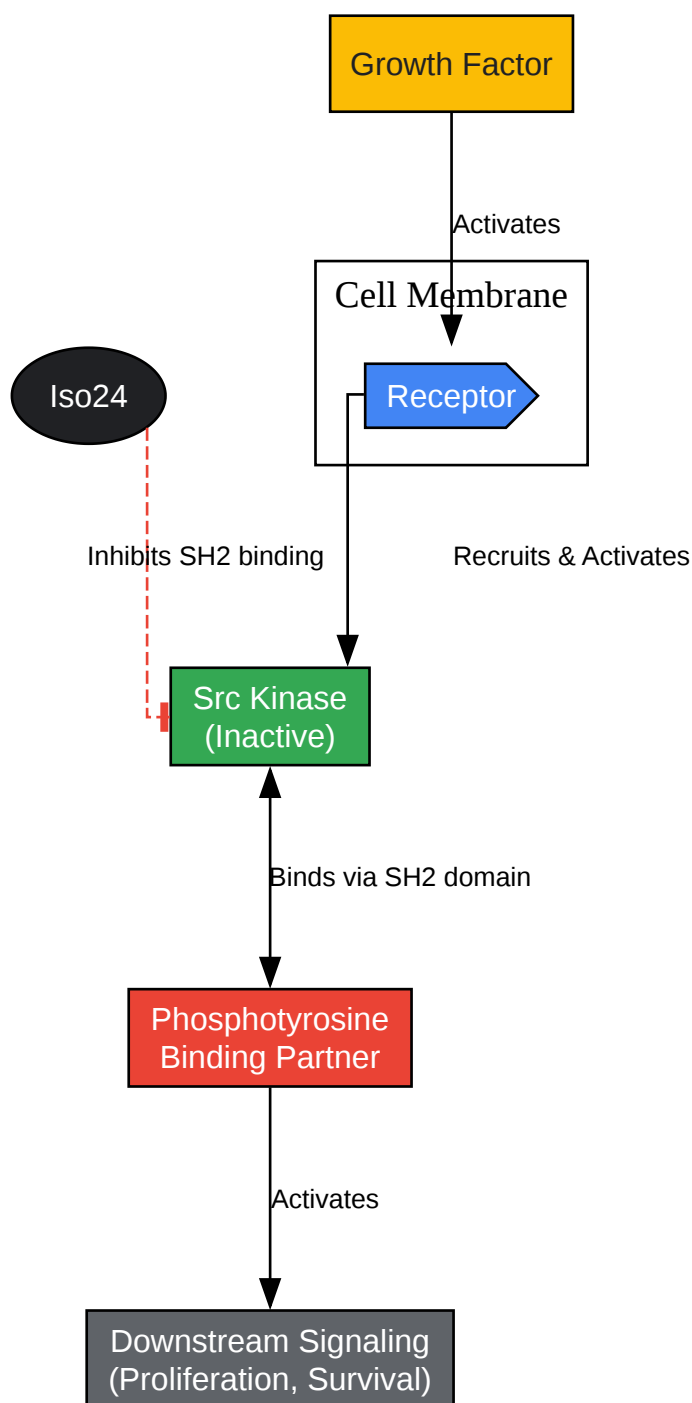 Growth Factor
Activates
Cell Membrane
Iso24
Receptor
Inhibits SH2 binding
Recruits & Activates
Src Kinase
(Inactive)
Binds via SH2 domain
Phosphotyrosine
Binding Partner
Activates
Downstream Signaling
(Proliferation, Survival)